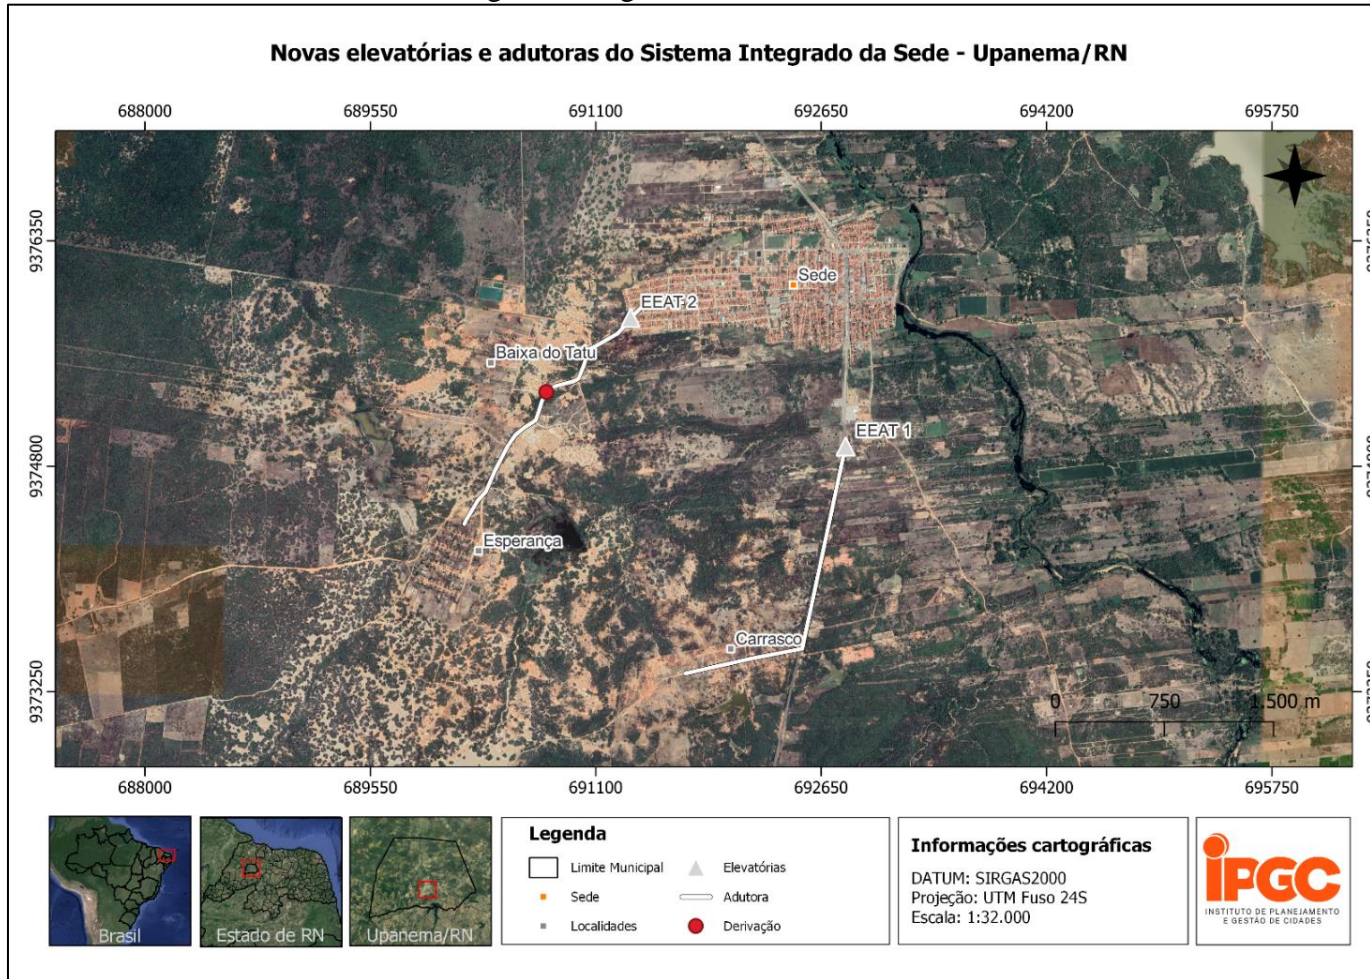 Novas elevatórias e adutoras do Sistema Integrado da Sede - Upanema/RN
688000 689550 691100 692650 694200 695750
9376350
9374800
9373250
Sede
EEAT 2
Baixa do Tatu
EEAT 1
Esperança
Carrasco
0 750 1.500 m
688000 689550 691100 692650 694200 695750
Brasil
Estado de RN
Upanema/RN
Legenda
Limite Municipal
Sede
Localidades
Elevatórias
Adutora
Derivação
Informações cartográficas
DATUM: SIRGAS2000
Projeção: UTM Fuso 24S
Escala: 1:32.000
IPGC
INSTITUTO DE PLANEJAMENTO
E GESTÃO DE CIDADES